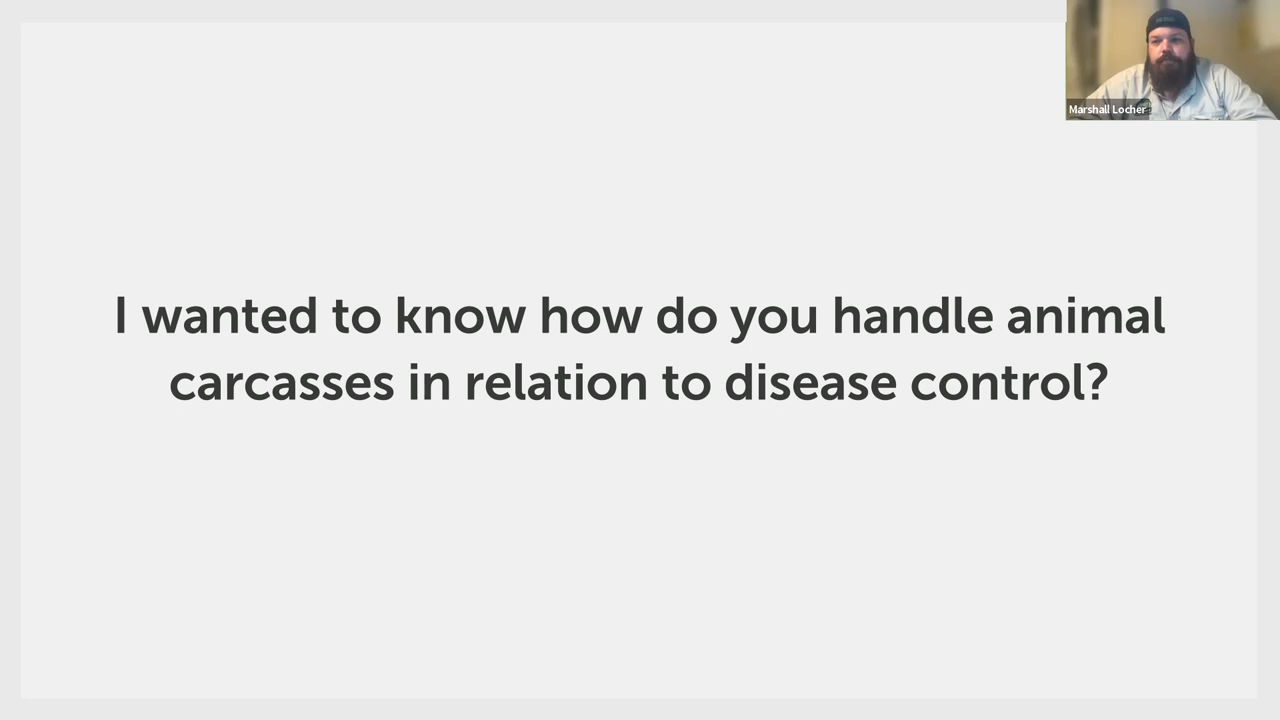 Marshall Locher
I wanted to know how do you handle animal
carcasses in relation to disease control?